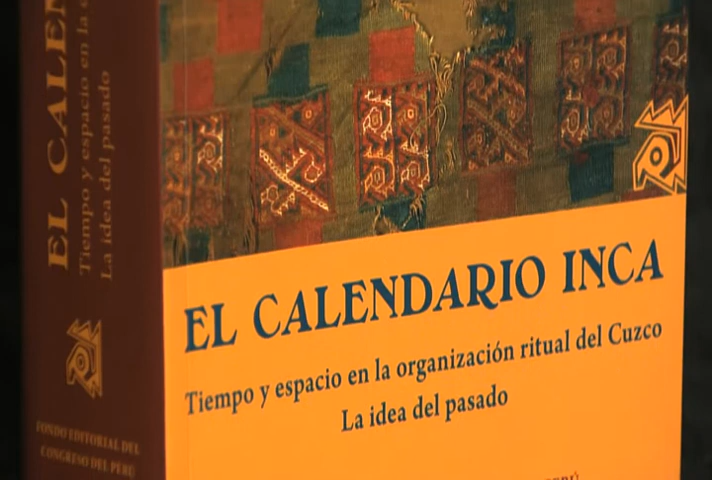 EL CALEN
Tiempo y espacio en la
La idea del pasado
FONDO EDITORIAL DEL
CONGRESO DEL PERÚ
EL CALENDARIO INCA
Tiempo y espacio en la organización ritual del Cuzco
La idea del pasado